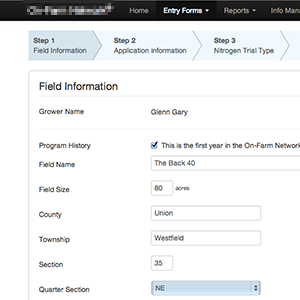 Home Entry Forms Reports Info Mana
Step 1 Step 2 Step 3
Field Information Application information Nitrogen Trial Type
Field Information
Grower Name Glenn Gary
Program History This is the first year in the On-Farm Network
Field Name The Back 40
Field Size 80 acres
County Union
Township Westfield
Section 35
Quarter Section NE